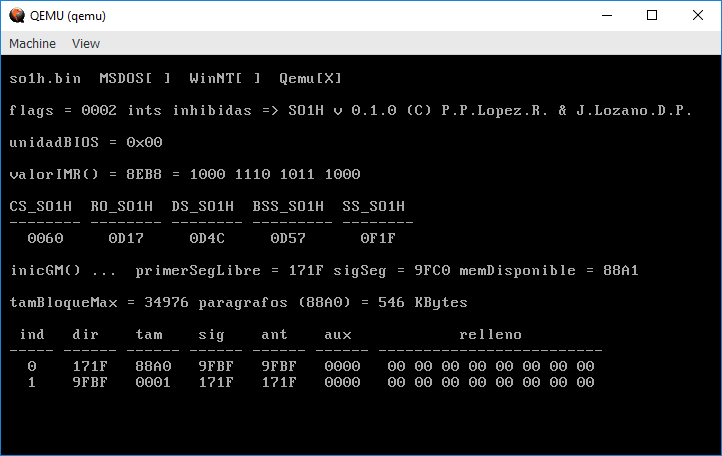 QEMU (qemu)
Machine View
so1h.bin  MSDOS[ ]  WinNT[ ]  Qemu[X]
flags = 0002 ints inhibidas => SO1H v 0.1.0 (C) P.P.Lopez.R. & J.Lozano.D.P.
unidadBIOS = 0x00
valorIMR() = 8EB8 = 1000 1110 1011 1000
CS_SO1H  RO_SO1H  DS_SO1H  BSS_SO1H  SS_SO1H
-------- -------- -------- --------- --------
0060     0D17     0D4C     0D57      0F1F
inicGM() ...  primerSegLibre = 171F sigSeg = 9FC0 memDisponible = 88A1
tamBloqueMax = 34976 paragrafos (88A0) = 546 KBytes
ind   dir    tam    sig    ant    aux            relleno
----- ------ ------ ------ ------ ------ -------------------------
0    171F   88A0   9FBF   9FBF   0000   00 00 00 00 00 00 00 00
1    9FBF   0001   171F   171F   0000   00 00 00 00 00 00 00 00